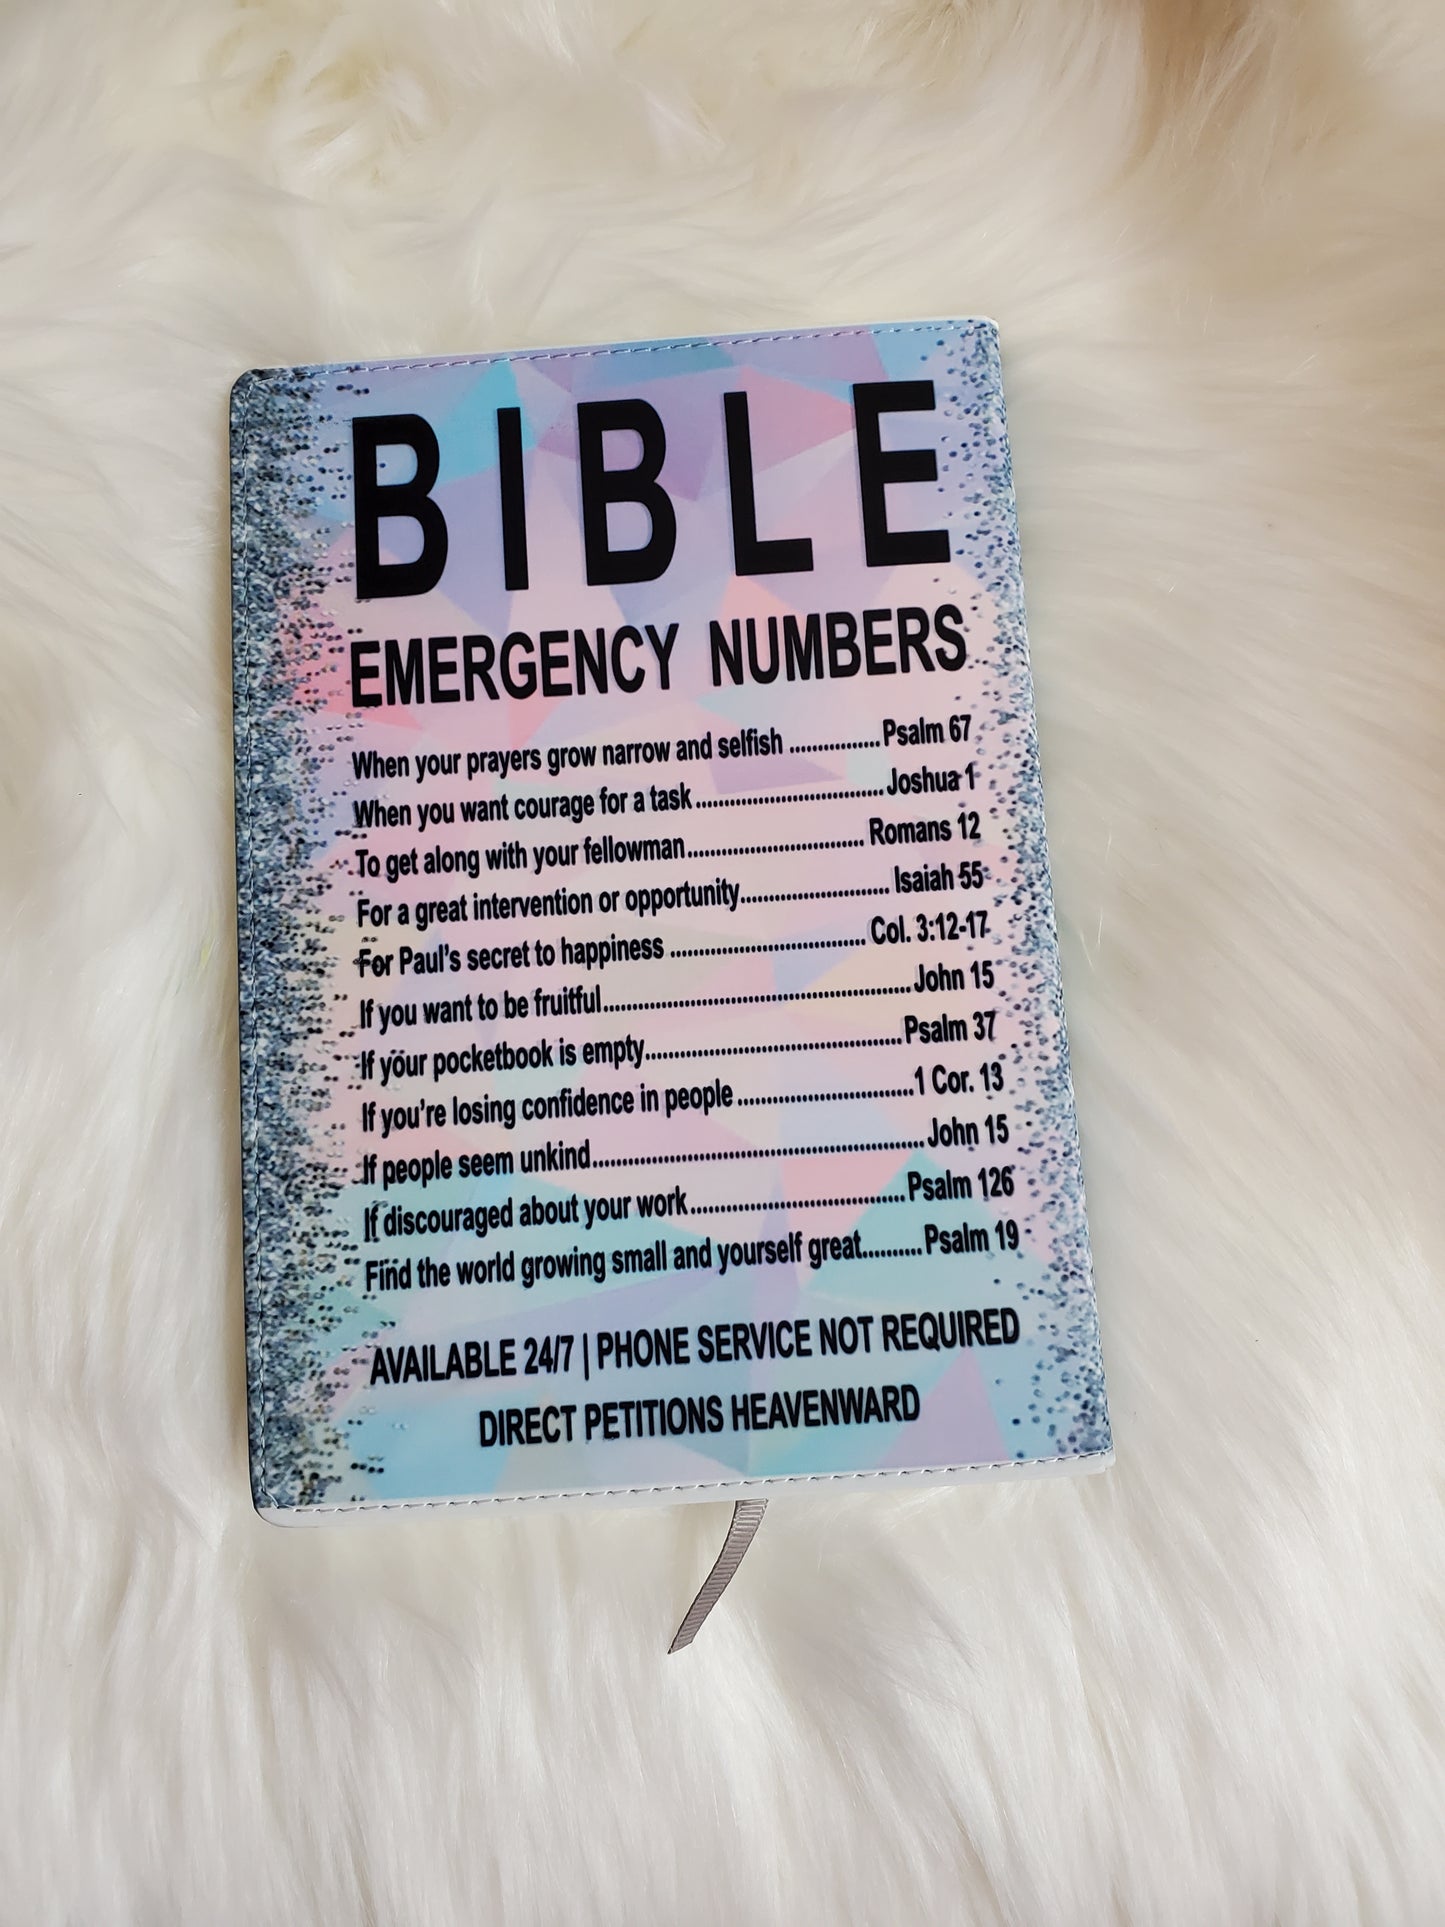 BIBLE
EMERGENCY NUMBERS
When your prayers grow narrow and selfish ................Psalm 67
When you want courage for a task.................................Joshua 1
To get along with your fellowman............................... Romans 12
For a great intervention or opportunity.......................... Isaiah 55
For Paul's secret to happiness .................................. Col. 3:12-17
If you want to be fruitful.....................................................John 15
If your pocketbook is empty............................................Psalm 37
If you're losing confidence in people ...............................1 Cor. 13
If people seem unkind........................................................John 15
If discouraged about your work.....................................Psalm 126
Find the world growing small and yourself great..........Psalm 19
AVAILABLE 24/7 | PHONE SERVICE NOT REQUIRED
DIRECT PETITIONS HEAVENWARD